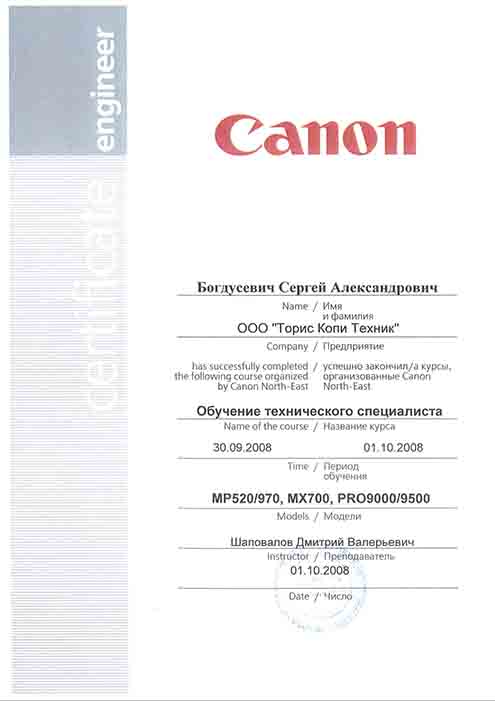 engineer
certificate
Canon
Богдусевич Сергей Александрович
Name / Имя
и фамилия
ООО "Торис Копи Техник"
Company / Предприятие
has successfully completed / успешно закончил/а курсы,
the following course organized организованные Canon
by Canon North-East North-East
Обучение технического специалиста
Name of the course / Название курса
30.09.2008 01.10.2008
Time / Период
обучения
MP520/970, MX700, PRO9000/9500
Models / Модели
Шаповалов Дмитрий Валерьевич
Instructor / Преподаватель
01.10.2008
Date / Число